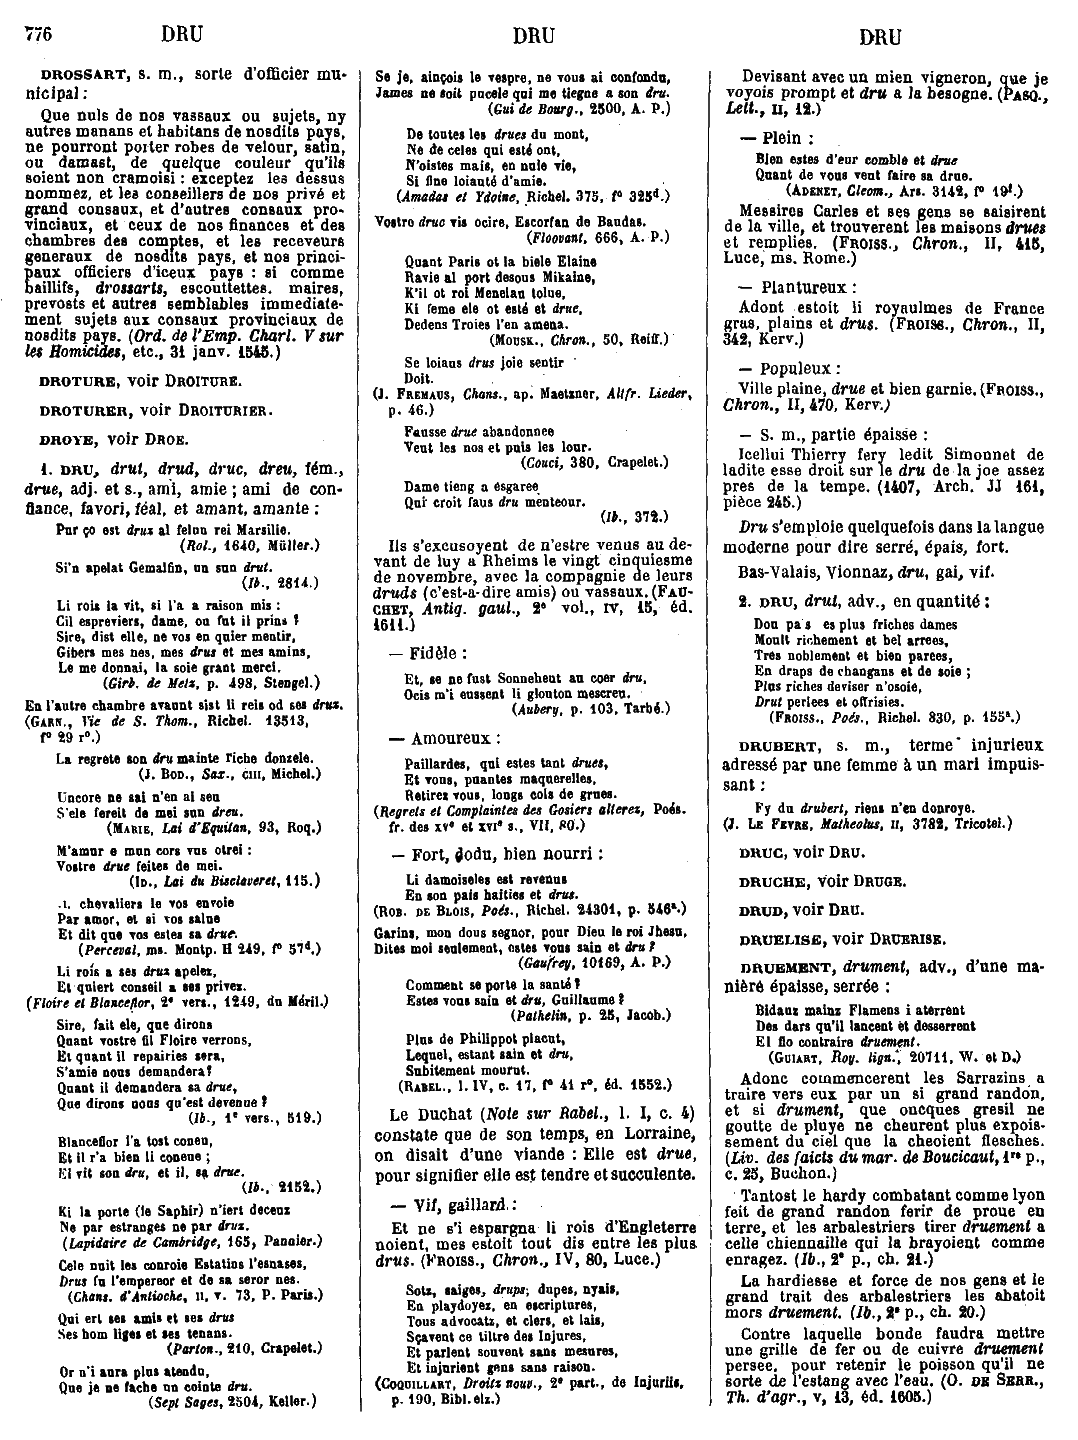 776 DRU DRU DRU
DROSSART, s. m., sorte d'officier mu-
nicipal :
Que nuls de nos vassaux ou sujets, ny
autres manans et habitans de nosdits pays,
ne pourront porter robes de velour, satin,
ou damast, de quelque couleur qu'ils
soient non cramoisi : exceptez les dessus
nommez, et les conseillers de nos privé et
grand consaux, et d'autres consaux pro-
vinciaux, et ceux de nos finances et des
chambres des comptes, et les receveurs
generaux de nosdits pays, et nos princi-
paux officiers d'iceux pays : si comme
baillifs, drossarts, escouttettes. maires,
prevosts et autres semblables immediate-
ment sujets aux consaux provinciaux de
nosdits pays. (Ord. de l'Emp. Charl. V sur
les Homicides, etc., 31 janv. 1545.)
DROTURE, voir DROITURE.
DROTURER, voir DROITURIER.
DROYE, voir DROE.
1. DRU, drut, drud, druc, dreu, fém.,
drue, adj. et s., ami, amie ; ami de con-
fiance, favori, féal, et amant, amante :
Pur ço est drux al felun rei Marsilie.
(Rol., 1640, Müller.)
Si'n apelat Gemalfin, un sun drut.
(Ib., 2814.)
Li rois la vit, si l'a a raison mis :
Cil espreviers, dame, ou fut il prins ?
Sire, dist elle, ne vos en quier mentir,
Gibers mes nes, mes drus et mes amins,
Le me donnai, la soie grant merci.
(Girb. de Metz, p. 498, Stengel.)
En l'autre chambre avaunt sist li reis od ses druz.
(GARN., Vie de S. Thom., Richel. 13513,
f° 29 r°.)
La regrete son dru mainte riche donzele.
(J. BOD., Sax., CIII, Michel.)
Uncore ne sai n'en al seu
S'ele fereit de mei sun dreu.
(MARIE, Lai d'Equitan, 93, Roq.)
M'amur e mun cors vus otrei :
Vostre drue feites de mei.
(ID., Lai du Bisclaveret, 115.)
.I. chevaliers le vos envoie
Par amor, et si vos salue
Et dit que vos estes sa drue.
(Perceval, ms. Montp. H 249, f° 57d.)
Li rois a ses druz apelez,
Et quiert conseil a ses privez.
(Floire et Blanceflor, 2e vers., 1249, du Méril.)
Sire, fait ele, que dirons
Quant vostre fil Floire verrons,
Et quant il repairies sera,
S'amie nous demandera?
Quant il demandera sa drue,
Que dirons nous qu'est devenue ?
(Ib., 1e vers., 519.)
Blanceflor l'a tost coneu,
Et il r'a bien li coneue ;
El vit son dru, et il, sa drue.
(Ib., 2152.)
Ki la porte (le Saphir) n'iert deceuz
Ne par estranges ne par druz.
(Lapidaire de Cambridge, 165, Pannier.)
Cele nuit les conroie Estatins l'esnases,
Drus fu l'empereor et de sa seror nes.
(Chans. d'Antioche, II, v. 73, P. Paris.)
Qui ert ses amis et ses drus
Ses hom liges et ses tenans.
(Parton., 210, Crapelet.)
Or n'i aura plus atendu,
Que je ne fache un cointe dru.
(Sept Sages, 2504, Keller.)
Se je, ainçois le vespre, ne vous ai confondu,
James ne soit pucele qui me tiegne a son dru.
(Gui de Bourg., 2500, A. P.)
De toutes les drues du mont,
Ne de celes qui esté ont,
N'oistes mais, en nule vie,
Si fine loianté d'amie.
(Amadas et Ydoine, Richel. 375, f° 325d.)
Vostre druc vis ocire, Escorfan de Baudas.
(Floovant, 666, A. P.)
Quant Paris ot la biele Elaine
Ravie al port desous Mikaine,
K'il ot roi Menelau tolue,
Ki feme ele ot esté et drue,
Dedens Troies l'en amena.
(MOUSK., Chron., 50, Reiff.)
Se loiaus drus joie sentir
Doit.
(J. FREMAUS, Chans., ap. Maetzner, Altfr. Lieder,
p. 46.)
Fausse drue abandonnee
Veut les nos et puis les lour.
(Couci, 380, Crapelet.)
Dame tieng a esgaree
Qui croit faus dru menteour.
(Ib., 372.)
Ils s'excusoyent de n'estre venus au de-
vant de luy a Rheims le vingt cinquiesme
de novembre, avec la compagnie de leurs
druds (c'est-a-dire amis) ou vassaux. (FAU-
CHET, Antiq. gaul., 2e vol., IV, 15, éd.
1611.)
— Fidèle :
Et, se ne fust Sonneheut au coer dru,
Ocis m'i eussent li glouton mescreu.
(Aubery, p. 103, Tarbé.)
— Amoureux :
Paillardes, qui estes tant drues,
Et vous, puantes maquerelles,
Retirez vous, longs cols de grues.
(Regrets et Complaintes des Gosiers alterez, Poés.
fr. des XVe et XVIe s., VII, 80.)
— Fort, dodu, bien nourri :
Li damoiseles est revenus
En son pais haities et drus.
(ROB. DE BLOIS, Poés., Richel. 24301, p. 546a.)
Garins, mon dous segnor, pour Dieu le roi Jhesu,
Dites moi seulement, estes vous sain et dru ?
(Gaufrey, 10169, A. P.)
Comment se porte la santé ?
Estes vous sain et dru, Guillaume ?
(Pathelin, p. 25, Jacob.)
Plus de Philippot placut,
Lequel, estant sain et dru,
Subitement mourut.
(RABEL., l. IV, c. 17, f° 41 r°, éd. 1552.)
Le Duchat (Note sur Rabel., l. I, c. 4)
constate que de son temps, en Lorraine,
on disait d'une viande : Elle est drue,
pour signifier elle est tendre et succulente.
— Vif, gaillard :
Et ne s'i espargna li rois d'Engleterre
noient, mes estoit tout dis entre les plus
drus. (FROISS., Chron., IV, 80, Luce.)
Sotz, saiges, drups, dupes, nyais,
En playdoyez, en escriptures,
Tous advocatz, et clers, et lais,
Sçavent ce tiltre des Injures,
Et parlent souvent sans mesures,
Et injurient gens sans raison.
(COQUILLART, Droitz nouv., 2e part., de Injuriis,
p. 190, Bibl. elz.)
Devisant avec un mien vigneron, que je
voyois prompt et dru a la besogne. (PASQ.,
Lett., II, 12.)
— Plein :
Bien estes d'eur comblé et drue
Quant de vous veut faire sa drue.
(ADENET, Cleom., Ars. 3142, f° 19f.)
Messires Carles et ses gens se saisirent
de la ville, et trouverent les maisons drues
et remplies. (FROISS., Chron., II, 415,
Luce, ms. Rome.)
— Plantureux :
Adont estoit li royaulmes de France
gras, plains et drus. (FROISS., Chron., II,
342, Kerv.)
— Populeux :
Ville plaine, drue et bien garnie. (FROISS.,
Chron., II, 470, Kerv.)
— S. m., partie épaisse :
Icellui Thierry fery ledit Simonnet de
ladite esse droit sur le dru de la joe assez
pres de la tempe. (1407, Arch. JJ 161,
pièce 245.)
Dru s'emploie quelquefois dans la langue
moderne pour dire serré, épais, fort.
Bas-Valais, Vionnaz, dru, gai, vif.
2. DRU, drut, adv., en quantité :
Dou pa s es plus friches dames
Moult richement et bel arrees,
Tres noblement et bien parees,
En draps de changans et de soie ;
Plus riches deviser n'osoie,
Drut perlees et offrisies.
(FROISS., Poés., Richel. 830, p. 155a.)
DRUBERT, s. m., terme injurieux
adressé par une femme à un mari impuis-
sant :
Fy du drubert, riens n'en donroye.
(J. LE FEVRE, Matheolus, II, 3782, Tricotel.)
DRUC, voir DRU.
DRUCHE, voir DRUGE.
DRUD, voir DRU.
DRUELISE, voir DRUERISE.
DRUEMENT, drument, adv., d'une ma-
nière épaisse, serrée :
Bidauz mainz Flamens i aterrent
Des dars qu'il lancent et desserrent
El flo contraire druement.
(GUIART, Roy. lign., 20711, W. et D.)
Adonc commencerent les Sarrazins a
traire vers eux par un si grand randon,
et si drument, que oncques gresil ne
goutte de pluye ne cheurent plus expois-
sement du ciel que la cheoient flesches.
(Liv. des faicts du mar. de Boucicaut, 1re p.,
c. 25, Buchon.)
Tantost le hardy combatant comme lyon
feit de grand randon ferir de proue en
terre, et les arbalestriers tirer druement a
celle chiennaille qui la brayoient comme
enragez. (Ib., 2e p., ch. 21.)
La hardiesse et force de nos gens et le
grand trait des arbalestriers les abatoit
mors druement. (Ib., 2e p., ch. 20.)
Contre laquelle bonde faudra mettre
une grille de fer ou de cuivre druement
persee, pour retenir le poisson qu'il ne
sorte de l'estang avec l'eau. (O. DE SERR.,
Th. d'agr., V, 13, éd. 1605.)